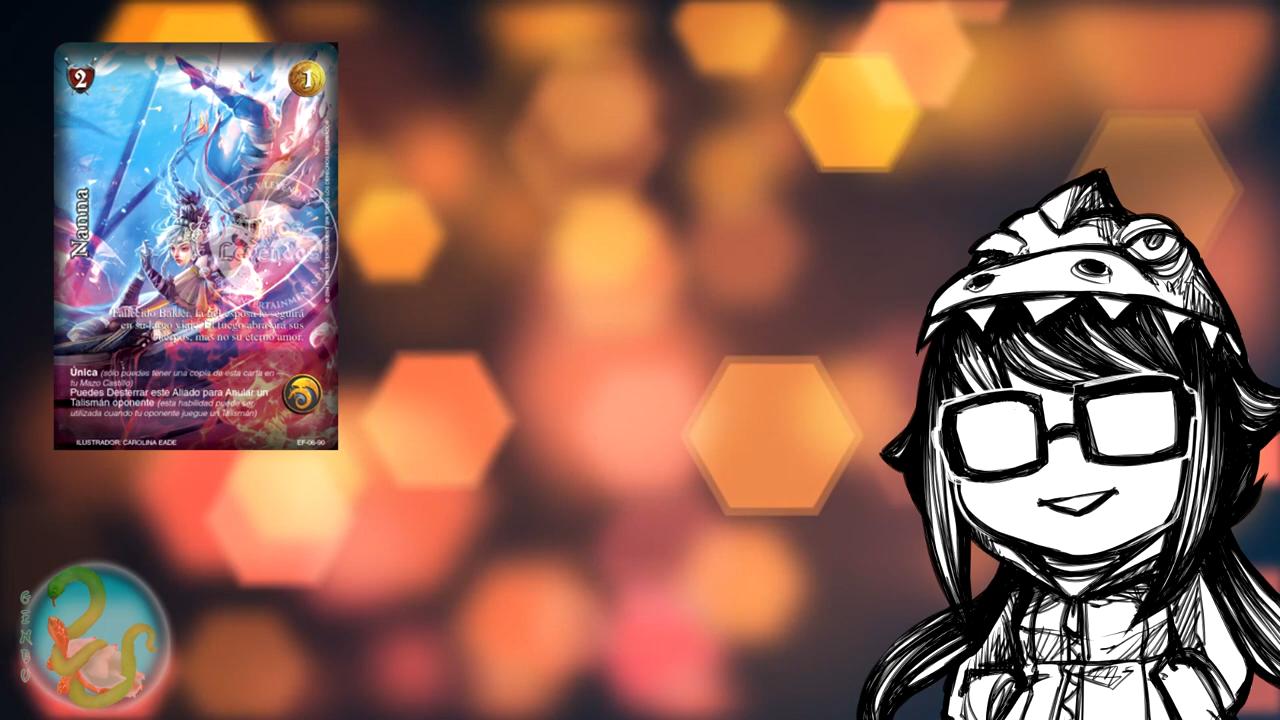 2
1
Nanna
Fallecido Balder, la fiel esposa le seguirá
en su largo viaje. El fuego abrasará sus
cuerpos, mas no su eterno amor.
Única (sólo puedes tener una copia de esta carta en
tu Mazo Castillo)
Puedes Desterrar este Aliado para Anular un
Talismán oponente (esta habilidad puede ser
utilizada cuando tu oponente juegue un Talismán)
ILUSTRADOR: CAROLINA EADE
EF-06-90